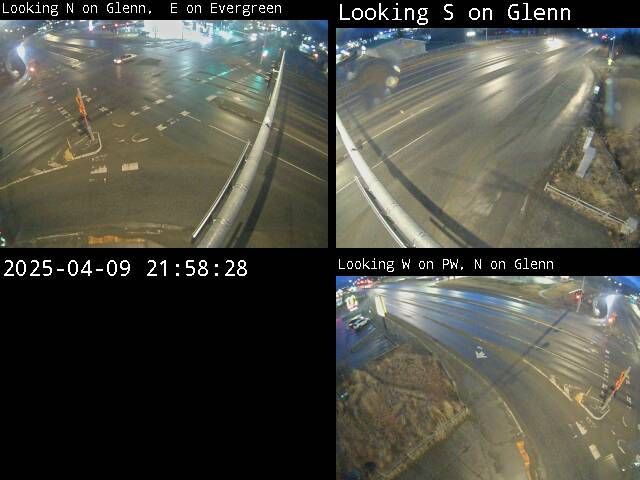 Looking N on Glenn, E on Evergreen
Looking S on Glenn
2025-04-09 21:58:28
Looking W on PW, N on Glenn